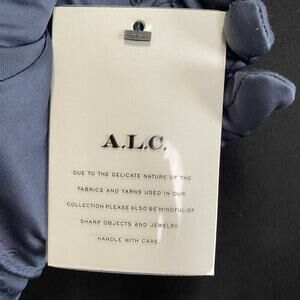 A.L.C.
DUE TO THE DELICATE NATURE OF THE
FABRICS AND YARNS USED IN OUR
COLLECTION PLEASE ALSO BE MINDFUL OF
SHARP OBJECTS AND JEWELRY.
HANDLE WITH CARE.